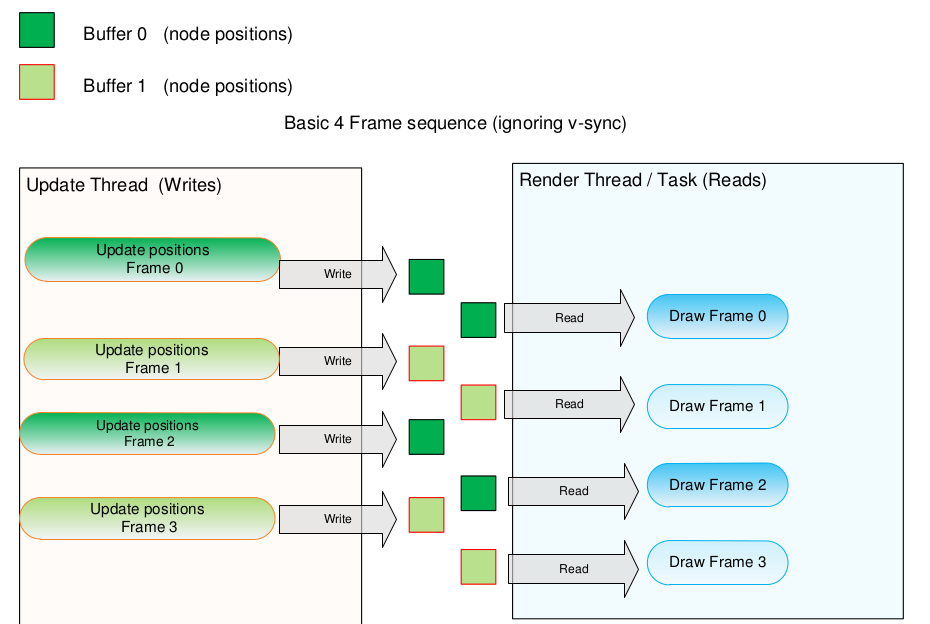 Buffer 0 (node positions)
Buffer 1 (node positions)
Basic 4 Frame sequence (ignoring v-sync)
Update Thread (Writes)
Render Thread / Task (Reads)
Update positions
Frame 0
Write
Read
Draw Frame 0
Update positions
Frame 1
Write
Read
Draw Frame 1
Update positions
Frame 2
Write
Read
Draw Frame 2
Update positions
Frame 3
Write
Read
Draw Frame 3